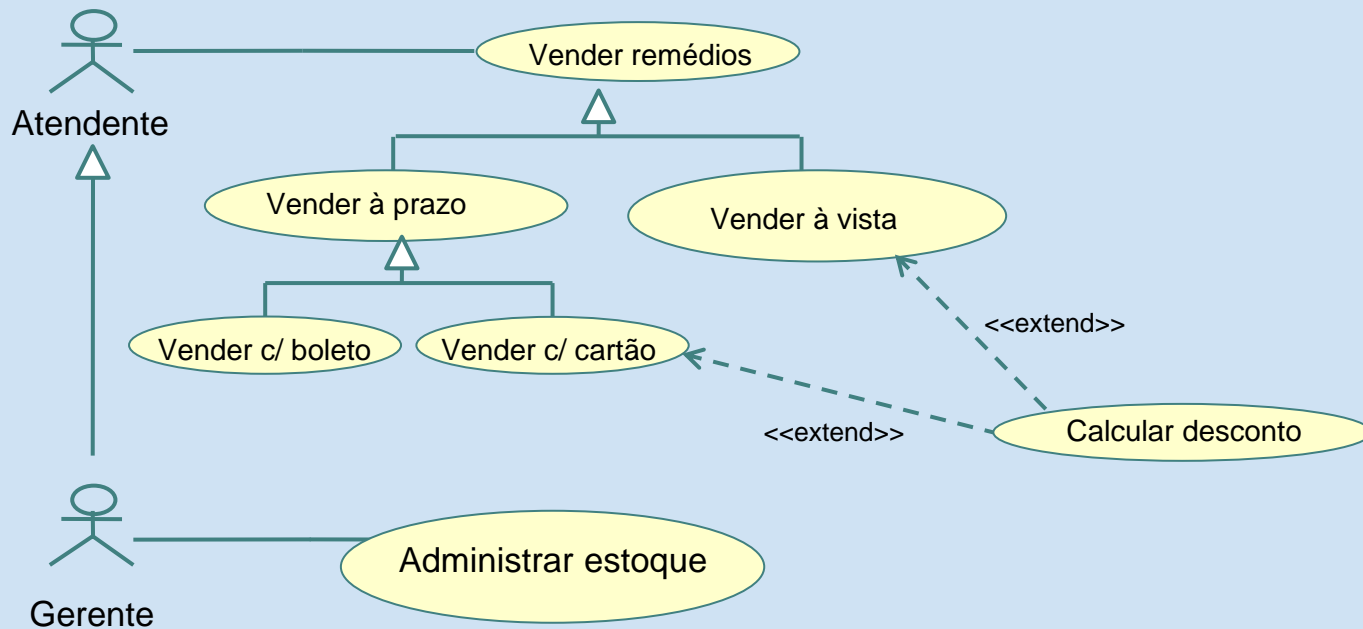 Vender remédios
Atendente
Vender à prazo
Vender à vista
<<extend>>
Vender c/ boleto
Vender c/ cartão
<<extend>>
Calcular desconto
Administrar estoque
Gerente